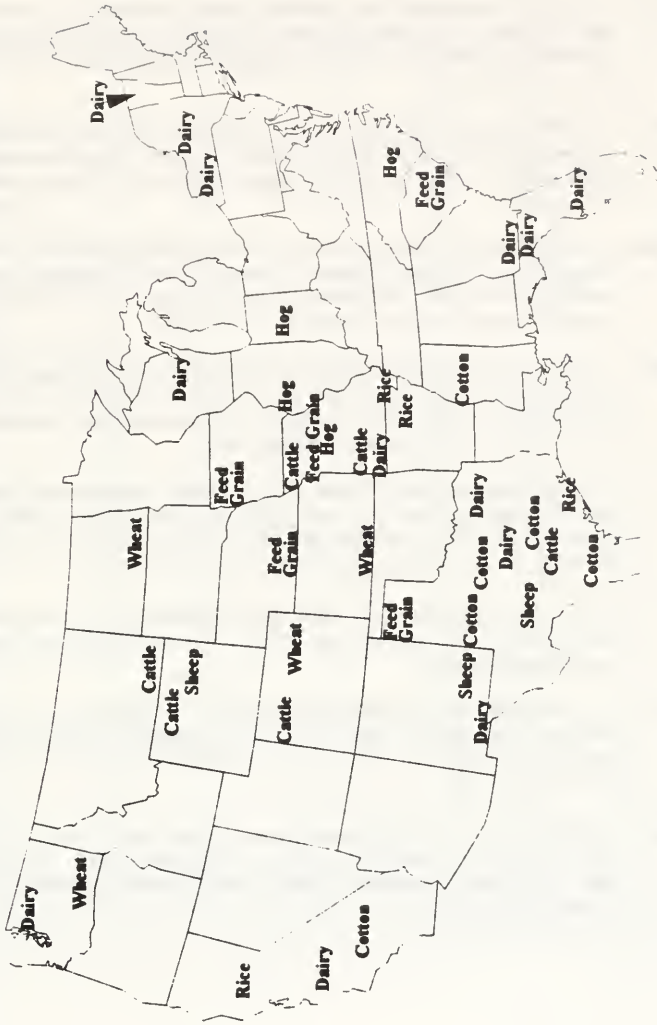 Dairy
Wheat
Rice
Dairy
Cotton
Cattle
Cattle
Sheep
Cattle
Wheat
Sheep
Dairy
Wheat
Feed
Grain
Wheat
Feed
Grain
Cotton
Cotton
Dairy
Dairy
Sheep
Cotton
Cattle
Rice
Cotton
Feed
Grain
Cattle
Feed Grain
Hog
Cattle
Dairy
Rice
Rice
Dairy
Hog
Hog
Cotton
Dairy
Dairy
Dairy
Hog
Feed
Grain
Dairy
Dairy
Dairy